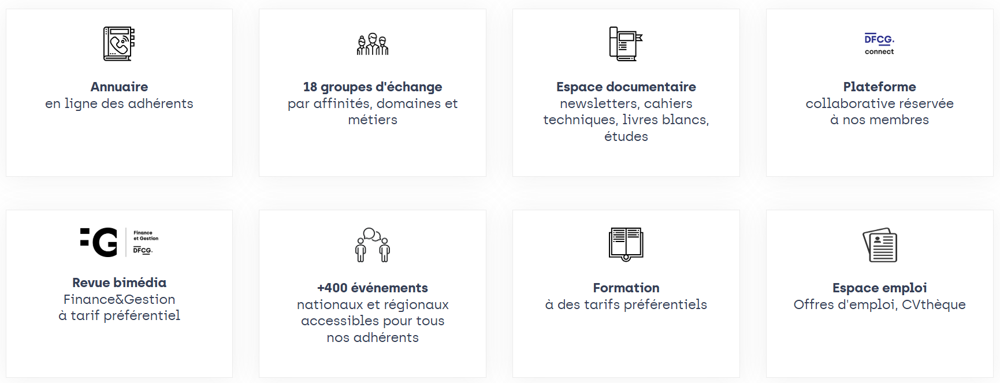 Annuaire
en ligne des adhérents
18 groupes d'échange
par affinités, domaines et
métiers
Espace documentaire
newsletters, cahiers
techniques, livres blancs,
études
DFCG.
connect
Plateforme
collaborative réservée
à nos membres
FG
Finance
et Gestion
DFCG.
Revue bimédia
Finance&Gestion
à tarif préférentiel
+400 événements
nationaux et régionaux
accessibles pour tous
nos adhérents
Formation
à des tarifs préférentiels
Espace emploi
Offres d'emploi, CVthèque